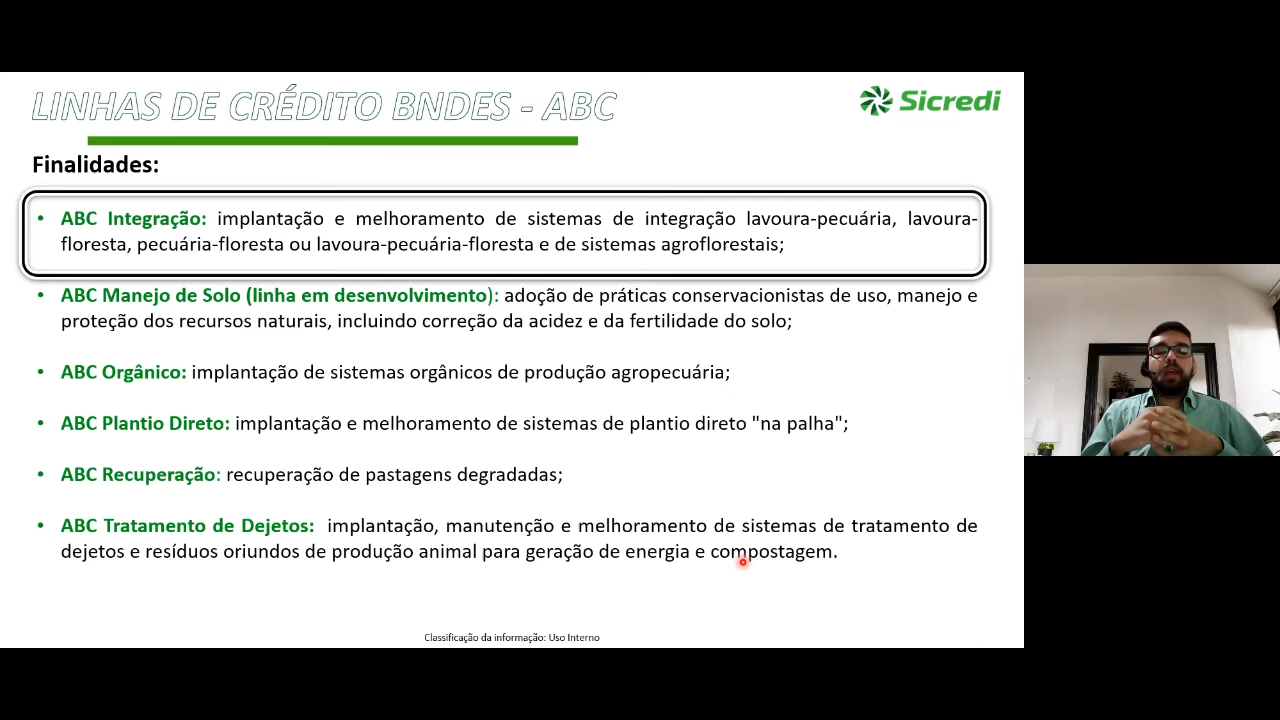 LINHAS DE CRÉDITO BNDES - ABC
Sicredi
Finalidades:
• ABC Integração: implantação e melhoramento de sistemas de integração lavoura-pecuária, lavoura-
floresta, pecuária-floresta ou lavoura-pecuária-floresta e de sistemas agroflorestais;
• ABC Manejo de Solo (linha em desenvolvimento): adoção de práticas conservacionistas de uso, manejo e
proteção dos recursos naturais, incluindo correção da acidez e da fertilidade do solo;
• ABC Orgânico: implantação de sistemas orgânicos de produção agropecuária;
• ABC Plantio Direto: implantação e melhoramento de sistemas de plantio direto "na palha";
• ABC Recuperação: recuperação de pastagens degradadas;
• ABC Tratamento de Dejetos: implantação, manutenção e melhoramento de sistemas de tratamento de
dejetos e resíduos oriundos de produção animal para geração de energia e compostagem.
Classificação da informação: Uso Interno